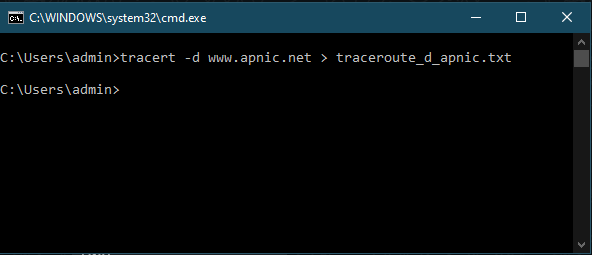 C:\WINDOWS\system32\cmd.exe
C:\Users\admin>tracert -d www.apnic.net > traceroute_d_apnic.txt
C:\Users\admin>